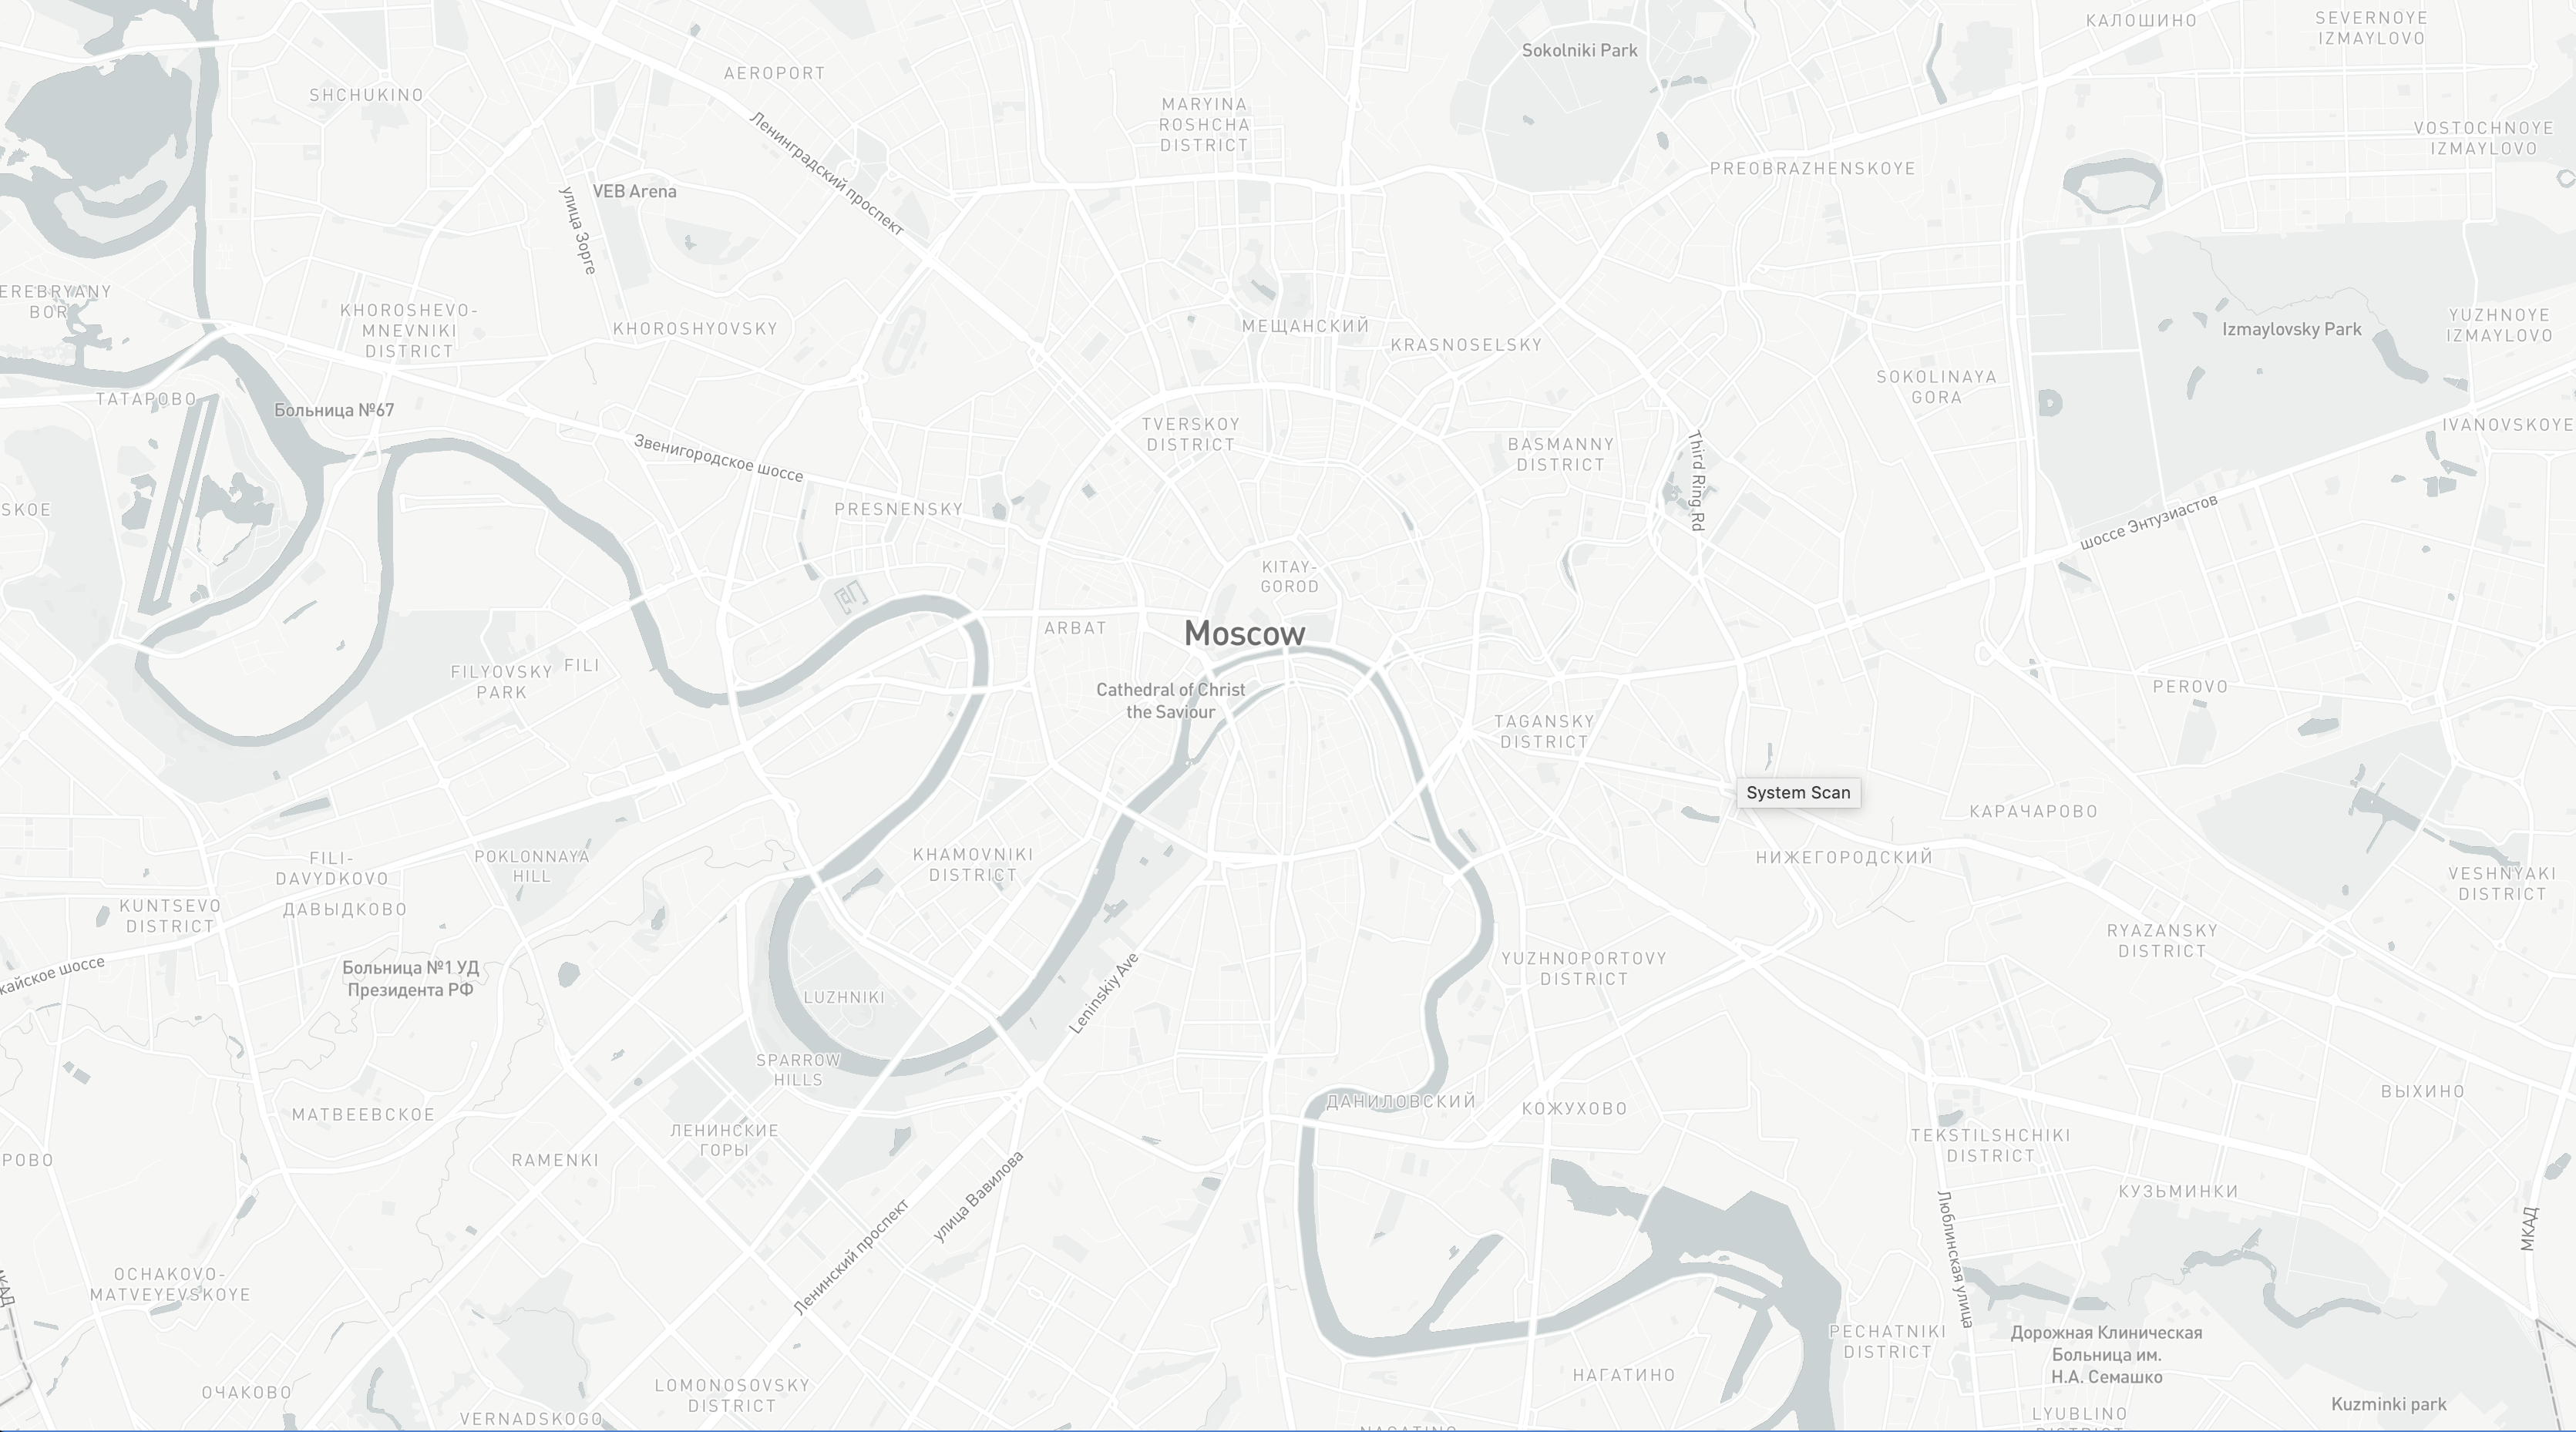 КАЛОШИНО
SEVERNOYE
IZMAYLOVO
Sokolniki Park
AEROPORT
SHCHUKINO
MARYINA
ROSHCHA
DISTRICT
Ленинградский проспект
VOSTOCHNOYE
IZMAYLOVO
PREOBRAZHENSKOYE
VEB Arena
улица Зорге
EREBRYANY
BOR
KHOROSHEVO-
MNEVNIKI
DISTRICT
KHOROSHYOVSKY
МЕЩАНСКИЙ
KRASNOSELSKY
Izmaylovsky Park
YUZHNOYE
IZMAYLOVO
SOKOLINAYA
GORA
ТАТАРОВО
Больница №67
TVERSKOY
DISTRICT
BASMANNY
DISTRICT
IVANOVSKOYE
Звенигородское шоссе
Third Ring Rd
SKOE
PRESNENSKY
шоссе Энтузиастов
KITAY-
GOROD
ARBAT
Moscow
FILYOVSKY
PARK
FILI
Cathedral of Christ
the Saviour
PEROVO
TAGANSKY
DISTRICT
System Scan
КАРАЧАРОВО
FILI-
DAVYDKOVO
POKLONNAYA
HILL
KHAMOVNIKI
DISTRICT
НИЖЕГОРОДСКИЙ
VESHNYAKI
DISTRICT
KUNTSEVO
DISTRICT
ДАВЫДКОВО
RYAZANSKY
DISTRICT
кайское шоссе
Больница №1 УД
Президента РФ
YUZHNOPORTOVY
DISTRICT
LUZHNIKI
Leninskiy Ave
SPARROW
HILLS
ДАНИЛОВСКИЙ
КОЖУХОВО
ВЫХИНО
МАТВЕЕВСКОЕ
ЛЕНИНСКИЕ
ГОРЫ
TEKSTILSHCHIKI
DISTRICT
РОВО
RAMENKI
КУЗЬМИНКИ
улица Вавилова
Ленинский проспект
Люблинская улица
МКАД
МКАД
OCHAKOVO-
MATVEYEVSKOYE
PECHATNIKI
DISTRICT
Дорожная Клиническая
Больница им.
Н.А. Семашко
НАГАТИНО
ОЧАКОВО
LOMONOSOVSKY
DISTRICT
Kuzminki park
VERNADSKOGO
LYUBLINO
DISTRICT
NAGATINO